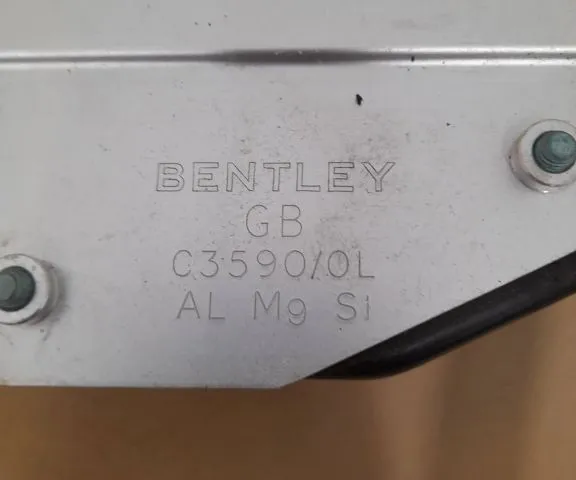 BENTLEY
GB
C3590/0L
AL Mg Si